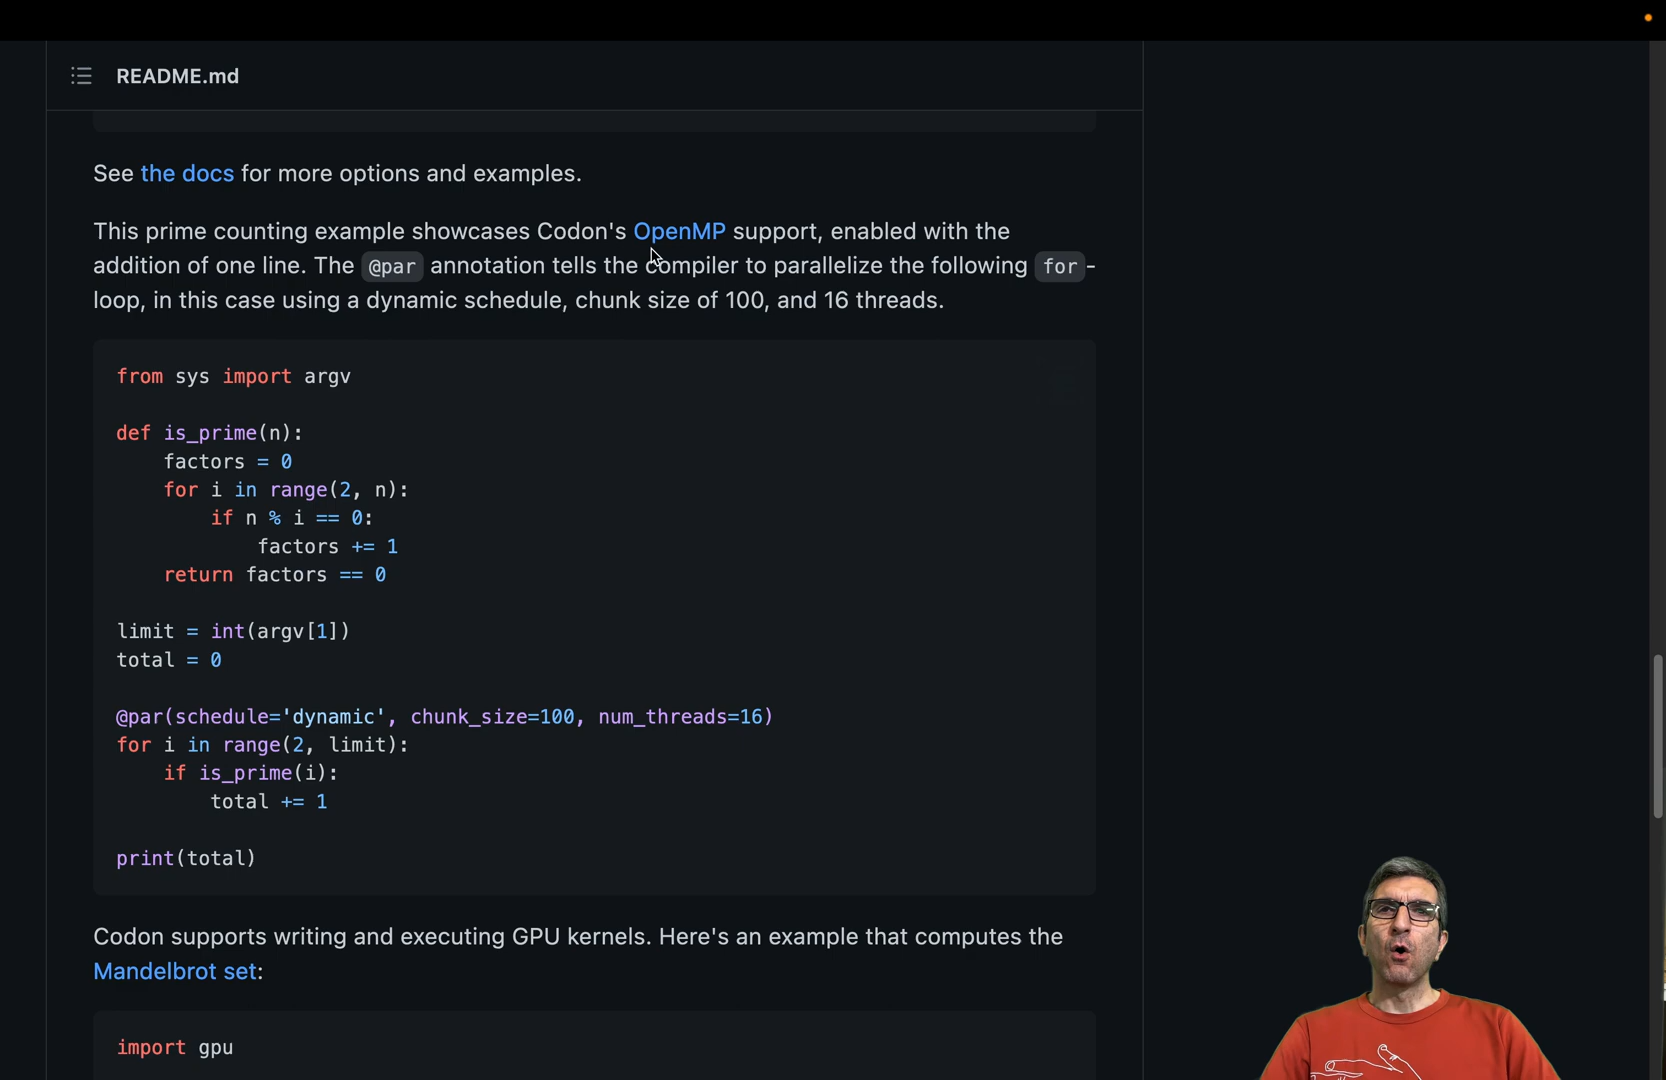 README.md
See the docs for more options and examples.
This prime counting example showcases Codon's OpenMP support, enabled with the
addition of one line. The @par annotation tells the compiler to parallelize the following for-
loop, in this case using a dynamic schedule, chunk size of 100, and 16 threads.
from sys import argv
def is_prime(n):
    factors = 0
    for i in range(2, n):
        if n % i == 0:
            factors += 1
    return factors == 0
limit = int(argv[1])
total = 0
@par(schedule='dynamic', chunk_size=100, num_threads=16)
for i in range(2, limit):
    if is_prime(i):
        total += 1
print(total)
Codon supports writing and executing GPU kernels. Here's an example that computes the
Mandelbrot set:
import gpu